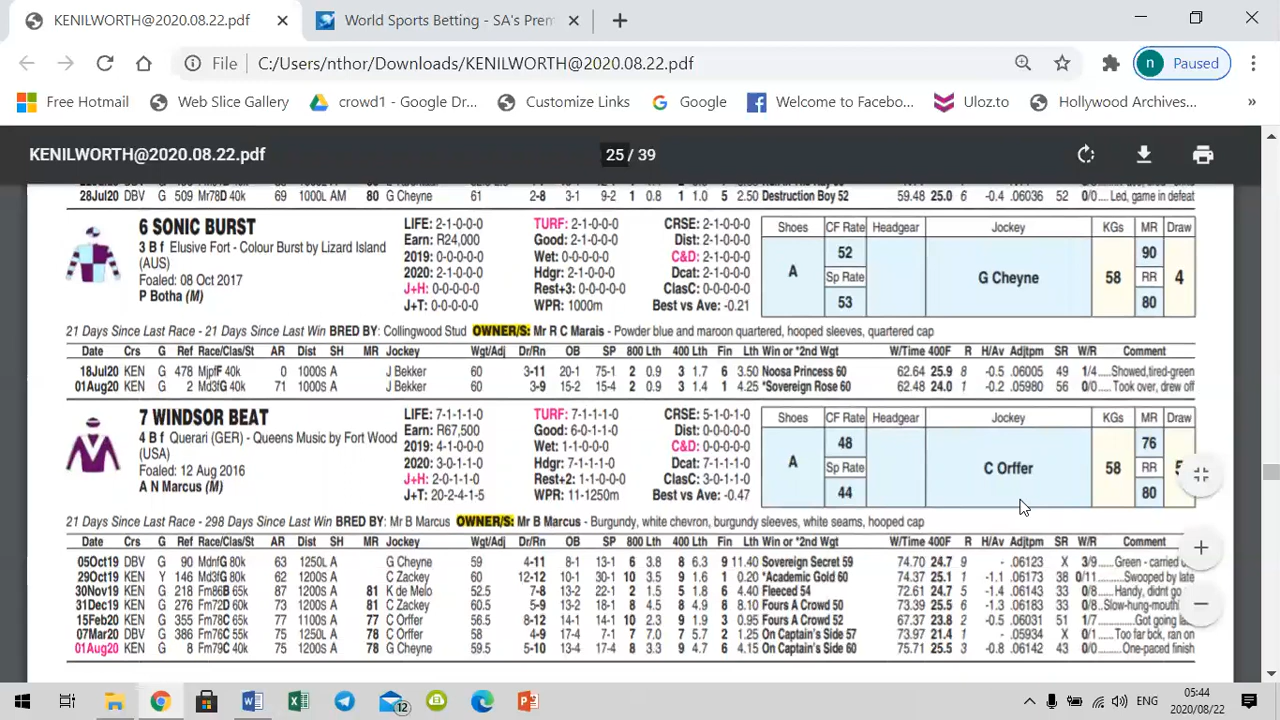 KENILWORTH@2020.08.22.pdf
World Sports Betting - SA's Prem
File C:/Users/nthor/Downloads/KENILWORTH@2020.08.22.pdf n Paused
Free Hotmail Web Slice Gallery crowd1 - Google Dr... Customize Links Google Welcome to Facebo... Uloz.to Hollywood Archives... »
KENILWORTH@2020.08.22.pdf 25 / 39
28Jul20 DBV G 69 1000L AM 80 G Cheyne 61 2-8 3-1 9-2 1 0.8 1 1.0 5 2.50 Destruction Boy 52 59.48 25.0 6 -0.4 .06036 52 0/0 Led, game in defeat
6 SONIC BURST
3 B f Elusive Fort - Colour Burst by Lizard Island
(AUS)
Foaled: 08 Oct 2017
P Botha (M)
LIFE: 2-1-0-0-0 TURF: 2-1-0-0-0 CRSE: 2-1-0-0-0
Earn: R24,000 Good: 2-1-0-0-0 Dist: 2-1-0-0-0
2019: 0-0-0-0-0 Wet: 0-0-0-0-0 C&D: 2-1-0-0-0
2020: 2-1-0-0-0 Hdgr: 2-1-0-0-0 Dcat: 2-1-0-0-0
J+H: 0-0-0-0-0 Rest+3: 0-0-0-0-0 ClasC: 0-0-0-0-0
J+T: 0-0-0-0-0 WPR: 1000m Best vs Ave: -0.21
Shoes CF Rate Headgear Jockey KGs MR Draw
52 90
A Sp Rate G Cheyne 58 RR 4
53 80
21 Days Since Last Race - 21 Days Since Last Win BRED BY: Collingwood Stud OWNER/S: Mr R C Marais - Powder blue and maroon quartered, hooped sleeves, quartered cap
Date Crs G Ref Race/Clas/St AR Dist SH MR Jockey Wgt/Adj Dr/Rn OB SP 800 Lth 400 Lth Fin Lth Win or *2nd Wgt W/Time 400F R H/Av Adjtpm SR W/R Comment
18Jul20 KEN G 478 MjpfF 40k 0 1000S A J Bekker 60 3-11 20-1 75-1 2 0.9 3 1.7 6 3.50 Noosa Princess 60 62.64 25.9 8 -0.5 .06005 49 1/4 ..Showed,tired-green
01Aug20 KEN G 2 Md3fG 40k 71 1000S A J Bekker 60 3-9 15-2 15-4 2 0.9 3 1.4 1 4.25 *Sovereign Rose 60 62.48 24.0 1 -0.2 .05980 56 0/0 .... Took over, drew off
7 WINDSOR BEAT
4 B f Querari (GER) - Queens Music by Fort Wood
(USA)
Foaled: 12 Aug 2016
A N Marcus (M)
LIFE: 7-1-1-1-0 TURF: 7-1-1-1-0 CRSE: 5-1-0-1-0
Earn: R67,500 Good: 6-0-1-1-0 Dist: 0-0-0-0-0
2019: 4-1-0-0-0 Wet: 1-1-0-0-0 C&D: 0-0-0-0-0
2020: 3-0-1-1-0 Hdgr: 7-1-1-1-0 Dcat: 7-1-1-1-0
J+H: 2-0-1-1-0 Rest+2: 1-1-0-0-0 ClasC: 3-0-1-1-0
J+T: 20-2-4-1-5 WPR: 11-1250m Best vs Ave: -0.47
Shoes CF Rate Headgear Jockey KGs MR Draw
48 76
A Sp Rate C Orffer 58 RR
44 80
21 Days Since Last Race - 298 Days Since Last Win BRED BY: Mr B Marcus OWNER/S: Mr B Marcus - Burgundy, white chevron, burgundy sleeves, white seams, hooped cap
Date Crs G Ref Race/Clas/St AR Dist SH MR Jockey Wgt/Adj Dr/Rn OB SP 800 Lth 400 Lth Fin Lth Win or *2nd Wgt W/Time 400F R H/Av Adjtpm SR W/R Comment
05Oct19 DBV G 90 MdnfG 80k 63 1250L A G Cheyne 59 4-11 8-1 13-1 6 3.8 8 6.3 9 11.40 Sovereign Secret 59 74.70 24.7 9 - .06123 X 3/9 ....Green - carried
29Oct19 KEN Y 146 Md3fG 80k 62 1200S A C Zackey 60 12-12 10-1 30-1 10 3.5 9 1.6 1 0.20 *Academic Gold 60 74.37 25.1 1 -1.1 .06173 38 0/11 ...Swooped by late
30Nov19 KEN G 218 Fm86B 65k 87 1200S A 81 K de Melo 52.5 7-8 13-2 22-1 2 1.5 5 1.8 6 4.40 Fleeced 54 72.61 24.7 5 -1.4 .06143 33 0/8 ..... Handy, didnt go
31Dec19 KEN G 276 Fm72D 60k 73 1200S A 81 C Zackey 60.5 5-9 13-2 18-1 8 4.5 8 4.9 8 8.10 Fours A Crowd 50 73.39 25.5 6 -1.3 .06183 33 0/8..Slow-hung-mouth
15Feb20 KEN G 355 Fm78C 55k 77 1100S A 77 C Orffer 56.5 8-12 14-1 14-1 10 2.3 9 1.9 3 0.95 Fours A Crowd 52 67.37 23.8 2 -0.5 .06031 51 1/7 ........Got going
07Mar20 DBV G 386 Fm76C 70k 75 1250L A 78 C Orffer 58 4-9 17-4 7-1 7 7.0 7 5.7 2 1.25 On Captain's Side 57 73.97 21.4 1 - .05934 X 0/1 .. Too far bck, ran on
01Aug20 KEN G 8 Fm79C 40k 75 1200S A 78 G Cheyne 59.5 5-10 13-4 17-4 8 3.3 9 4.7 6 4.15 On Captain's Side 60 75.71 25.5 3 -0.8 .06142 43 0/0 ...... One-paced finish
12 ENG 05:44
2020/08/22